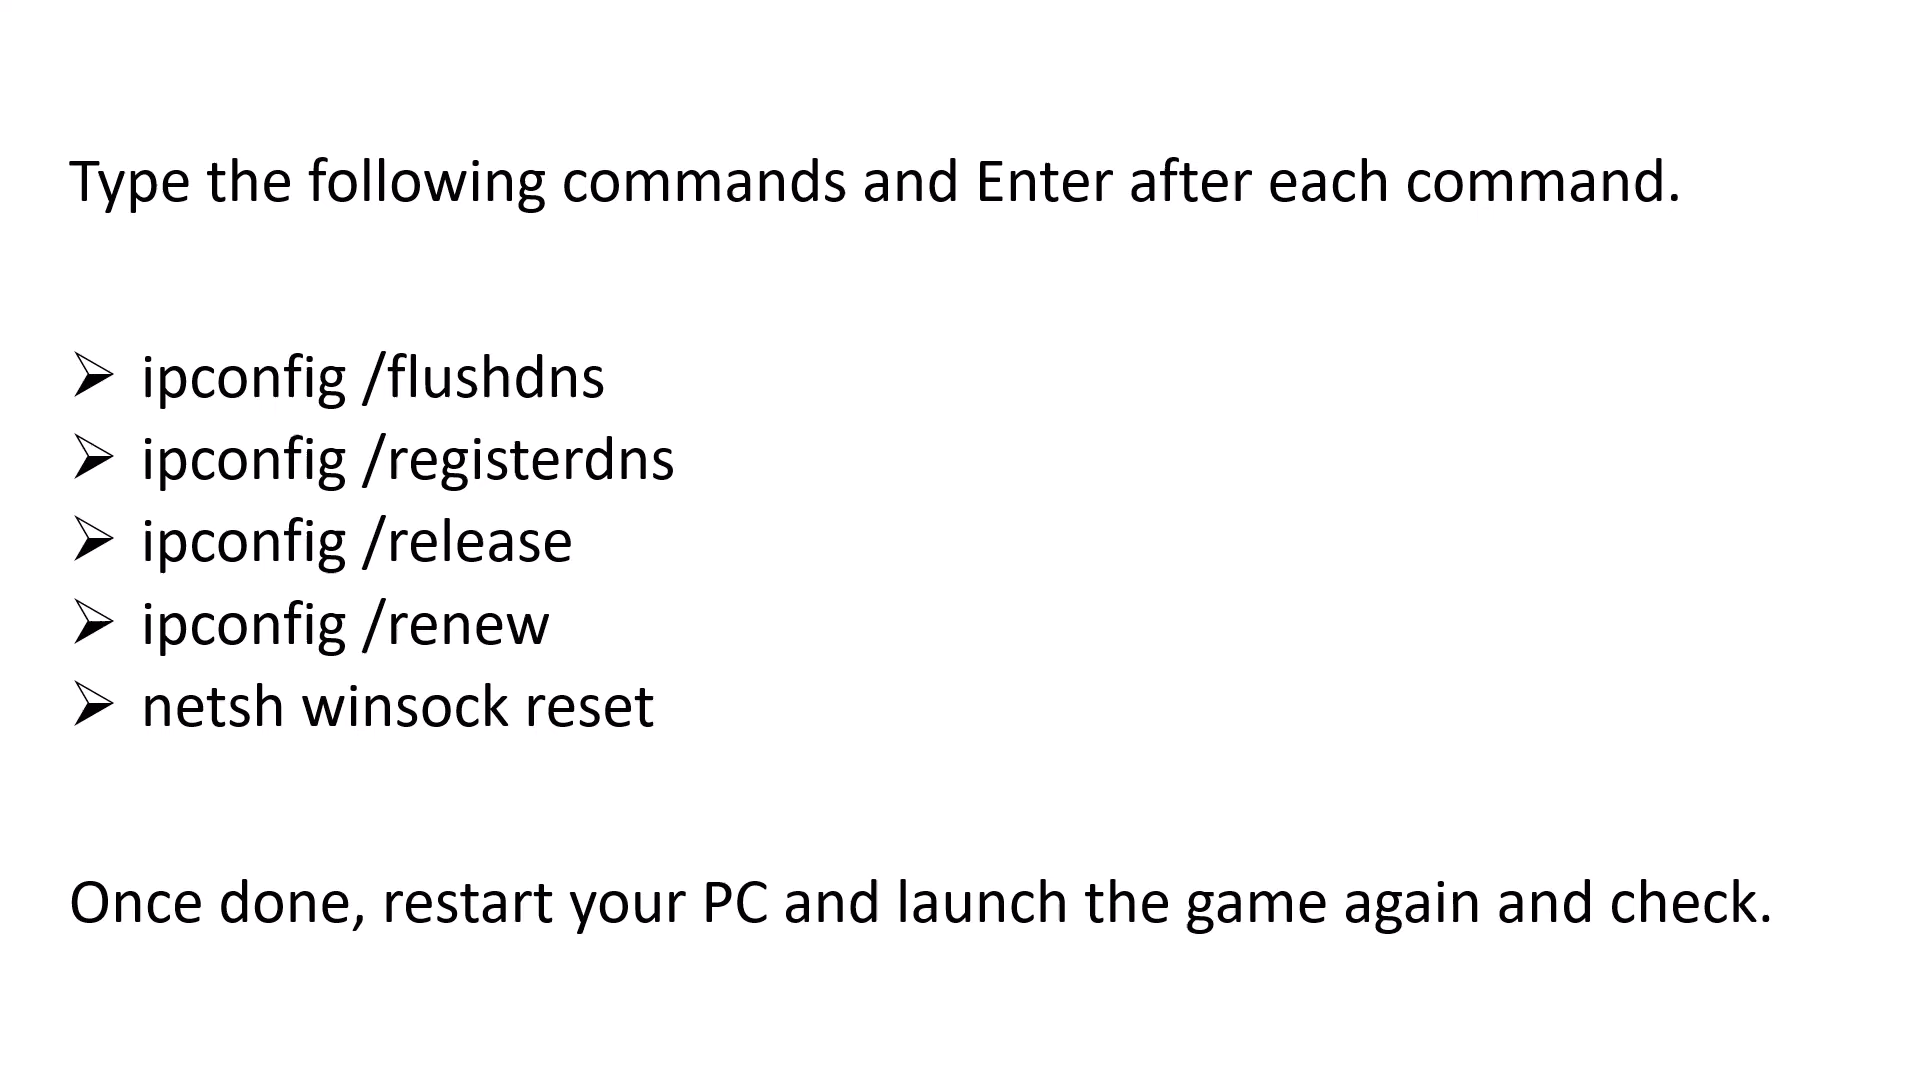 Type the following commands and Enter after each command.
➢ ipconfig /flushdns
➢ ipconfig /registerdns
➢ ipconfig /release
➢ ipconfig /renew
➢ netsh winsock reset
Once done, restart your PC and launch the game again and check.